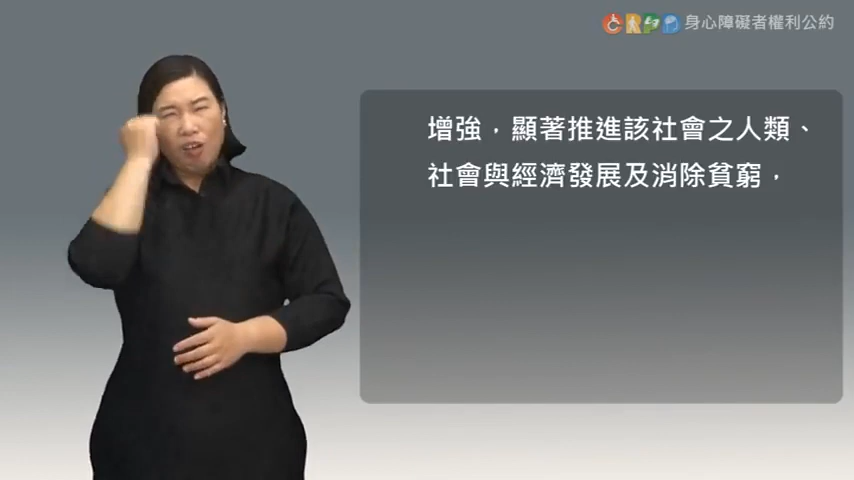 CRPD 身心障礙者權利公約
增強，顯著推進該社會之人類、
社會與經濟發展及消除貧窮，